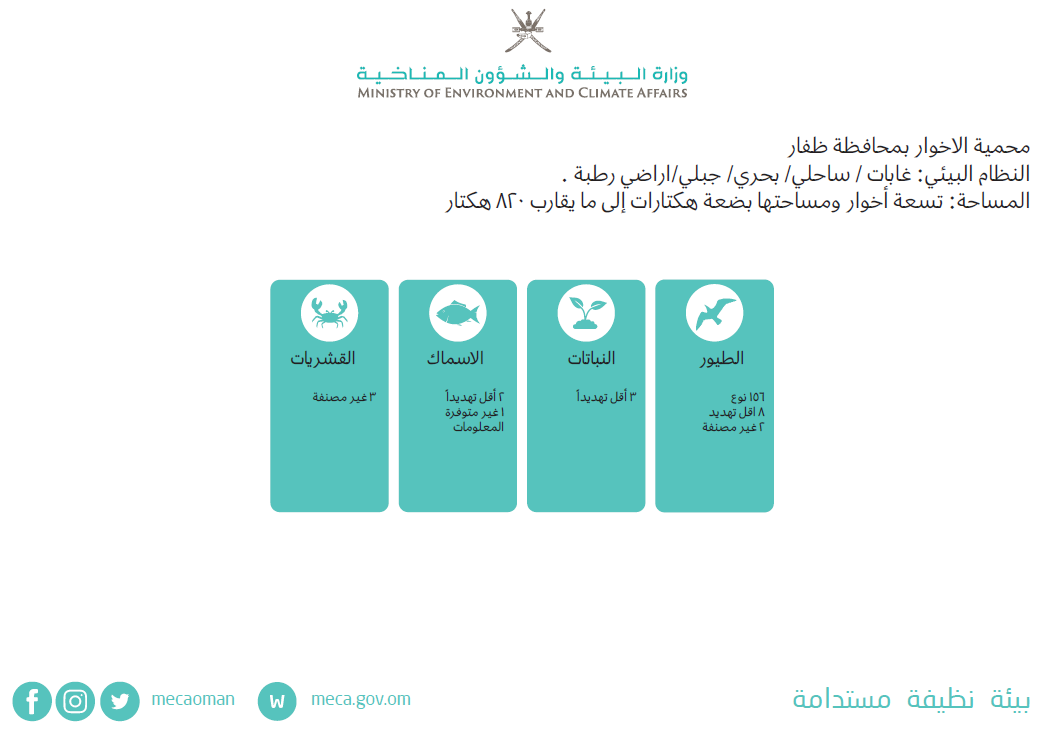 وزارة البيئة والشؤون المناخية
MINISTRY OF ENVIRONMENT AND CLIMATE AFFAIRS
محمية الاخوار بمحافظة ظفار
النظام البيئي: غابات / ساحلي/ بحري/ جبلي/اراضي رطبة .
المساحة: تسعة أخوار ومساحتها بضعة هكتارات إلى ما يقارب ٨٢٠ هكتار
الطيور
١٥٦ نوع
٨ اقل تهديد
٢ غير مصنفة
النباتات
٣ أقل تهديداً
الاسماك
٢ أقل تهديداً
١ غير متوفرة
المعلومات
القشريات
٣ غير مصنفة
بيئة نظيفة مستدامة
mecaoman
w
meca.gov.om